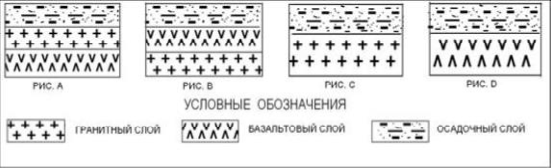 РИС. А РИС. В РИС. С РИС. D
УСЛОВНЫЕ ОБОЗНАЧЕНИЯ
ГРАНИТНЫЙ СЛОЙ БАЗАЛЬТОВЫЙ СЛОЙ ОСАДОЧНЫЙ СЛОЙ